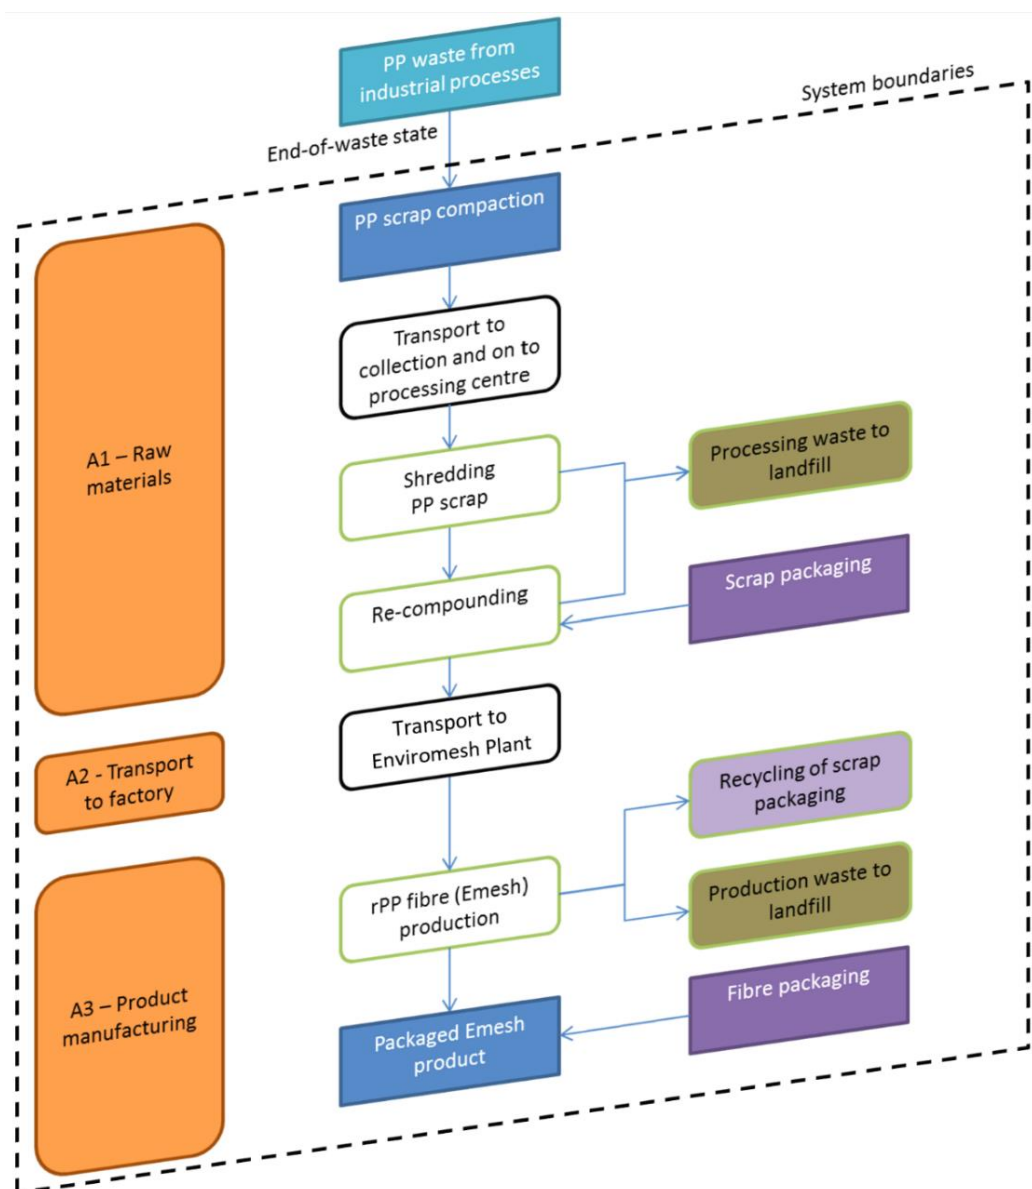 PP waste from
industrial processes
System boundaries
End-of-waste state
PP scrap compaction
Transport to
collection and on to
processing centre
A1 – Raw
materials
Shredding
PP scrap
Processing waste to
landfill
Re-compounding
Scrap packaging
Transport to
Enviromesh Plant
A2 - Transport
to factory
Recycling of scrap
packaging
rPP fibre (Emesh)
production
Production waste to
landfill
A3 – Product
manufacturing
Fibre packaging
Packaged Emesh
product